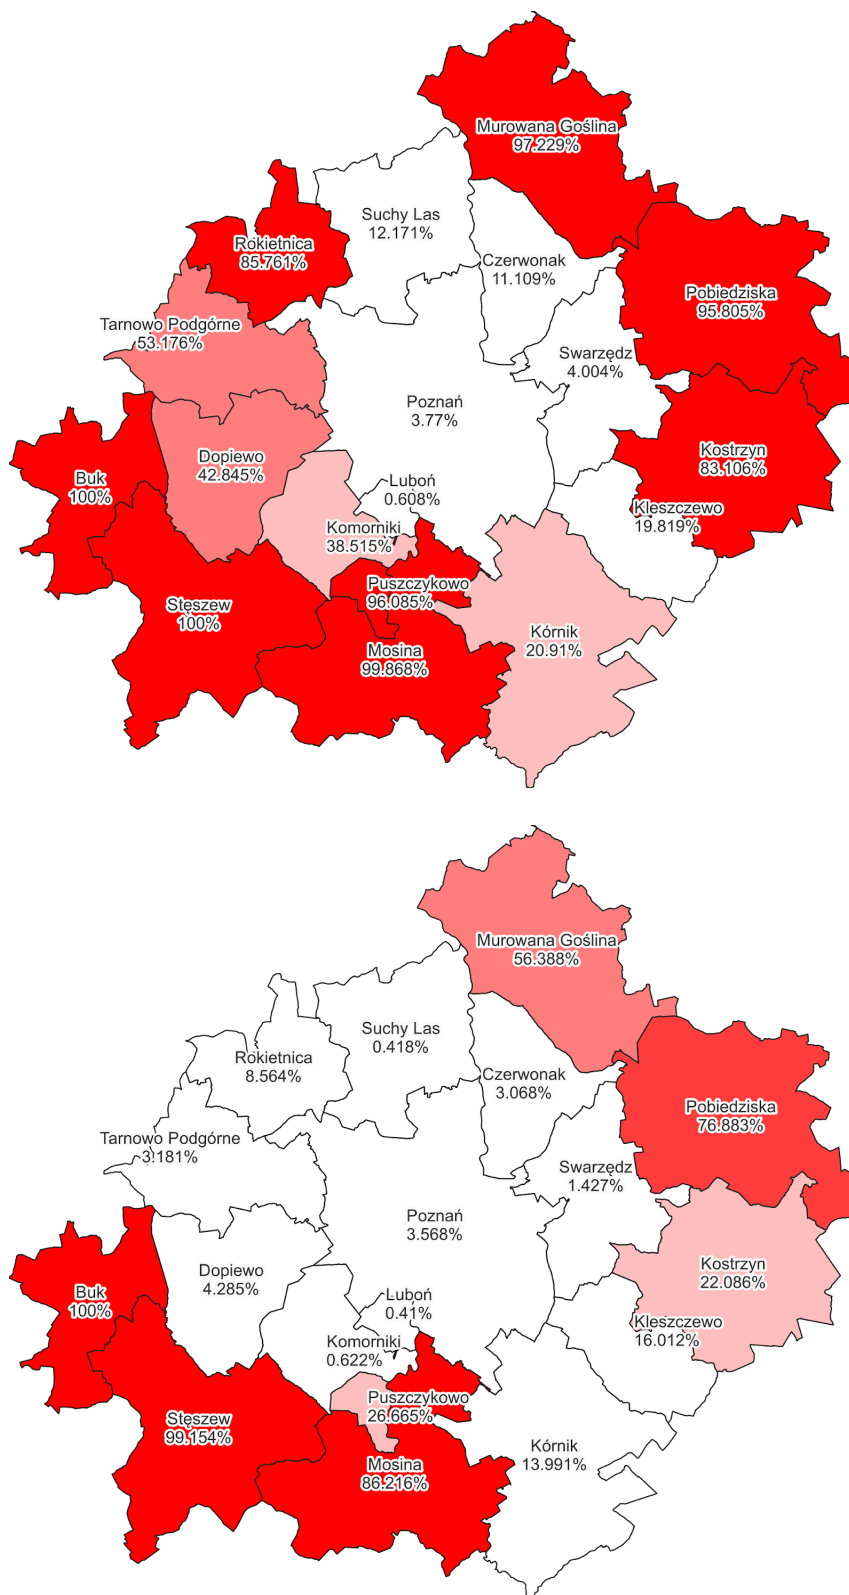 Murowana Goślina
97.229%
Suchy Las
12.171%
Rokietnica
85.761%
Czerwonak
11.109%
Pobiedziska
95.805%
Tarnowo Podgórne
53.176%
Swarzędz
4.004%
Poznań
3.77%
Kostrzyn
83.106%
Dopiewo
42.845%
Buk
100%
Luboń
0.608%
Kleszczewo
19.819%
Komorniki
38.515%
Puszczykowo
96.085%
Stęszew
100%
Kórnik
20.91%
Mosina
99.868%
Murowana Goślina
56.388%
Suchy Las
0.418%
Rokietnica
8.564%
Czerwonak
3.068%
Pobiedziska
76.883%
Tarnowo Podgórne
3.181%
Swarzędz
1.427%
Poznań
3.568%
Kostrzyn
22.086%
Dopiewo
4.285%
Buk
100%
Luboń
0.41%
Kleszczewo
16.012%
Komorniki
0.622%
Puszczykowo
26.665%
Stęszew
99.154%
Kórnik
13.991%
Mosina
86.216%